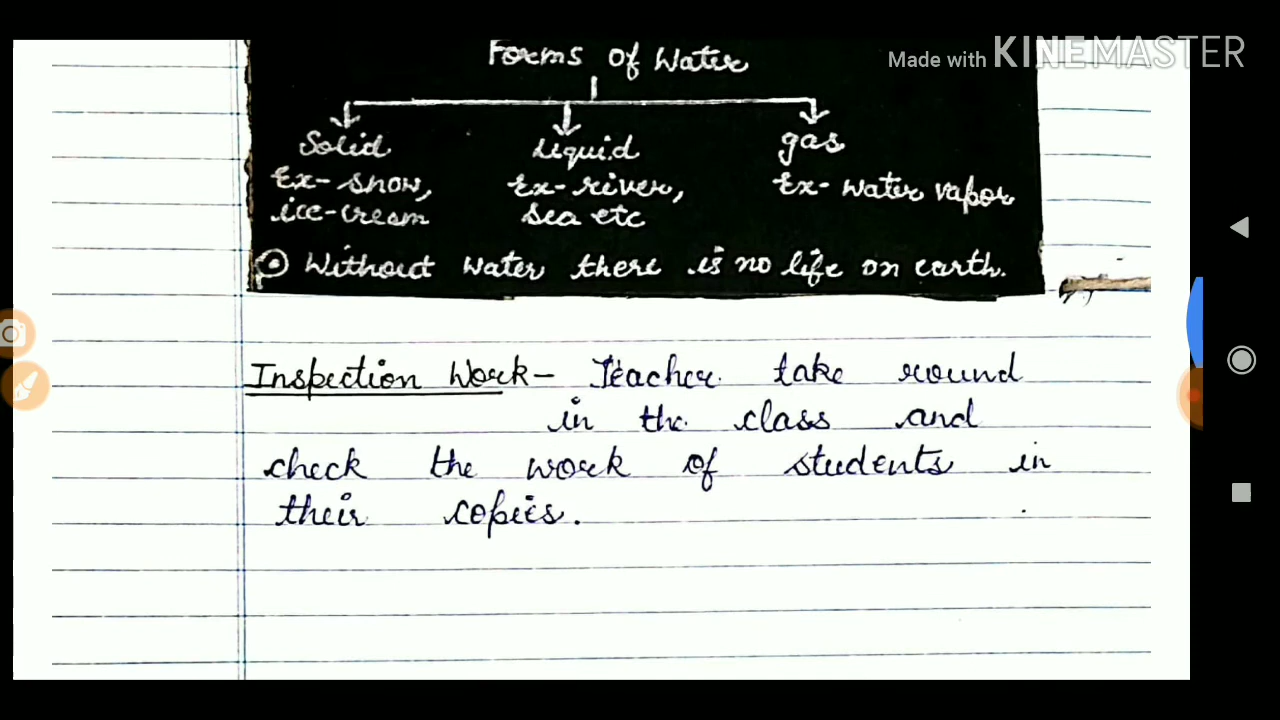 Forms of Water
Made with KINEMASTER
Solid Liquid gas
Ex- snow, Ex- river, Ex- water vapor
ice-cream sea etc
Without water there is no life on earth.
Inspection Work- Teacher take round
in the class and
check the work of students in
their copies.